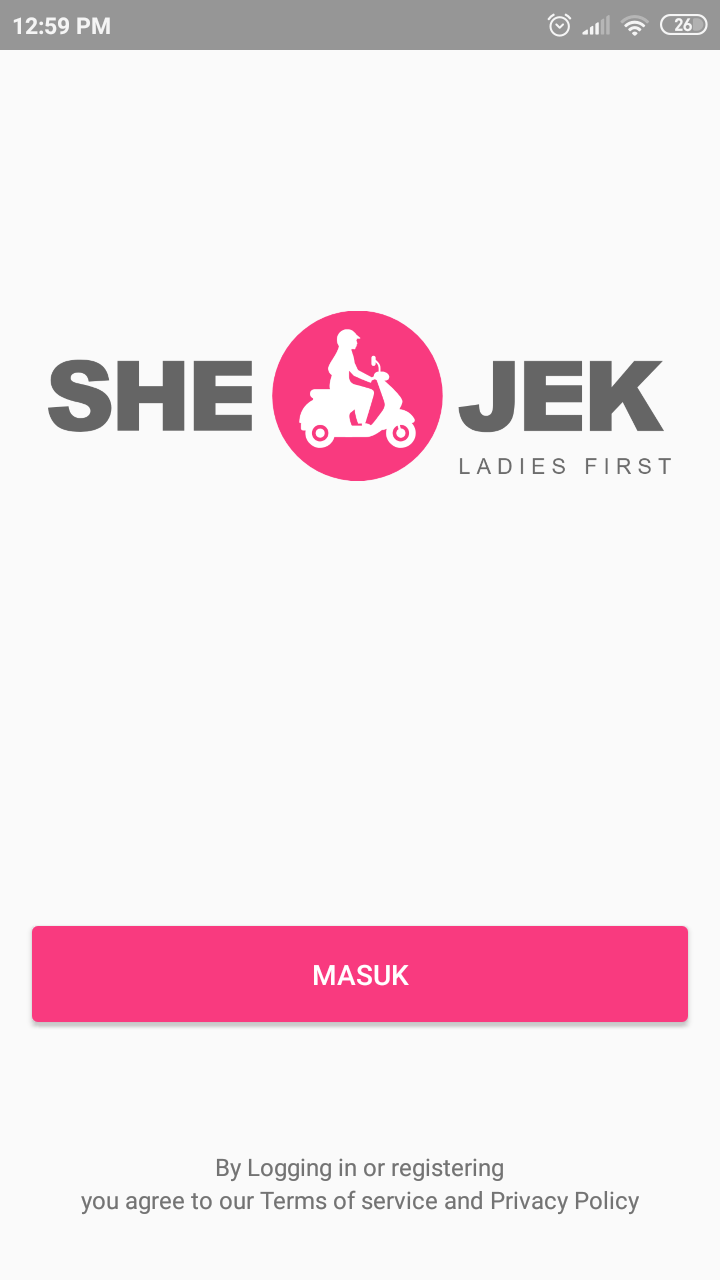 12:59 PM
26
SHE JEK
LADIES FIRST
MASUK
By Logging in or registering
you agree to our Terms of service and Privacy Policy